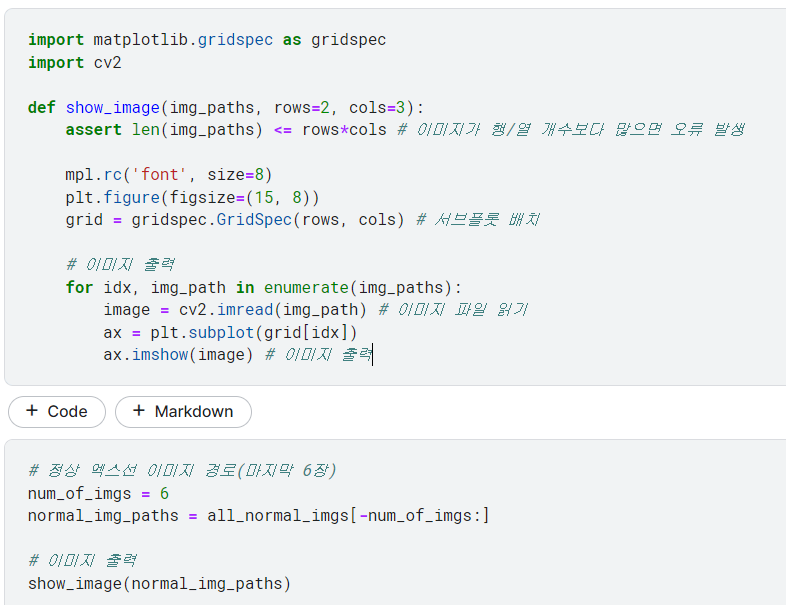 import matplotlib.gridspec as gridspec
import cv2
def show_image(img_paths, rows=2, cols=3):
    assert len(img_paths) <= rows*cols # 이미지가 행/열 개수보다 많으면 오류 발생
    mpl.rc('font', size=8)
    plt.figure(figsize=(15, 8))
    grid = gridspec.GridSpec(rows, cols) # 서브플롯 배치
    # 이미지 출력
    for idx, img_path in enumerate(img_paths):
        image = cv2.imread(img_path) # 이미지 파일 읽기
        ax = plt.subplot(grid[idx])
        ax.imshow(image) # 이미지 출력
+ Code + Markdown
# 정상 엑스선 이미지 경로(마지막 6장)
num_of_imgs = 6
normal_img_paths = all_normal_imgs[-num_of_imgs:]
# 이미지 출력
show_image(normal_img_paths)